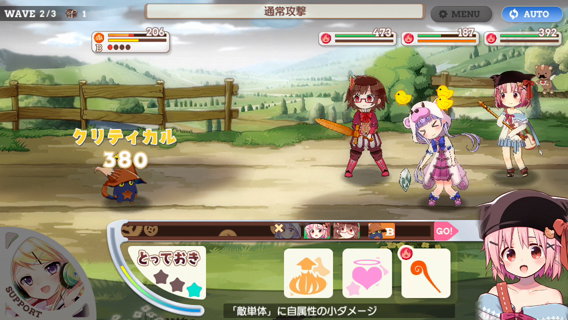 WAVE 2/3 1
通常攻撃
MENU
AUTO
206
B
473
187
392
クリティカル
380
B
GO!
とっておき
SUPPORT
「敵単体」に自属性の小ダメージ